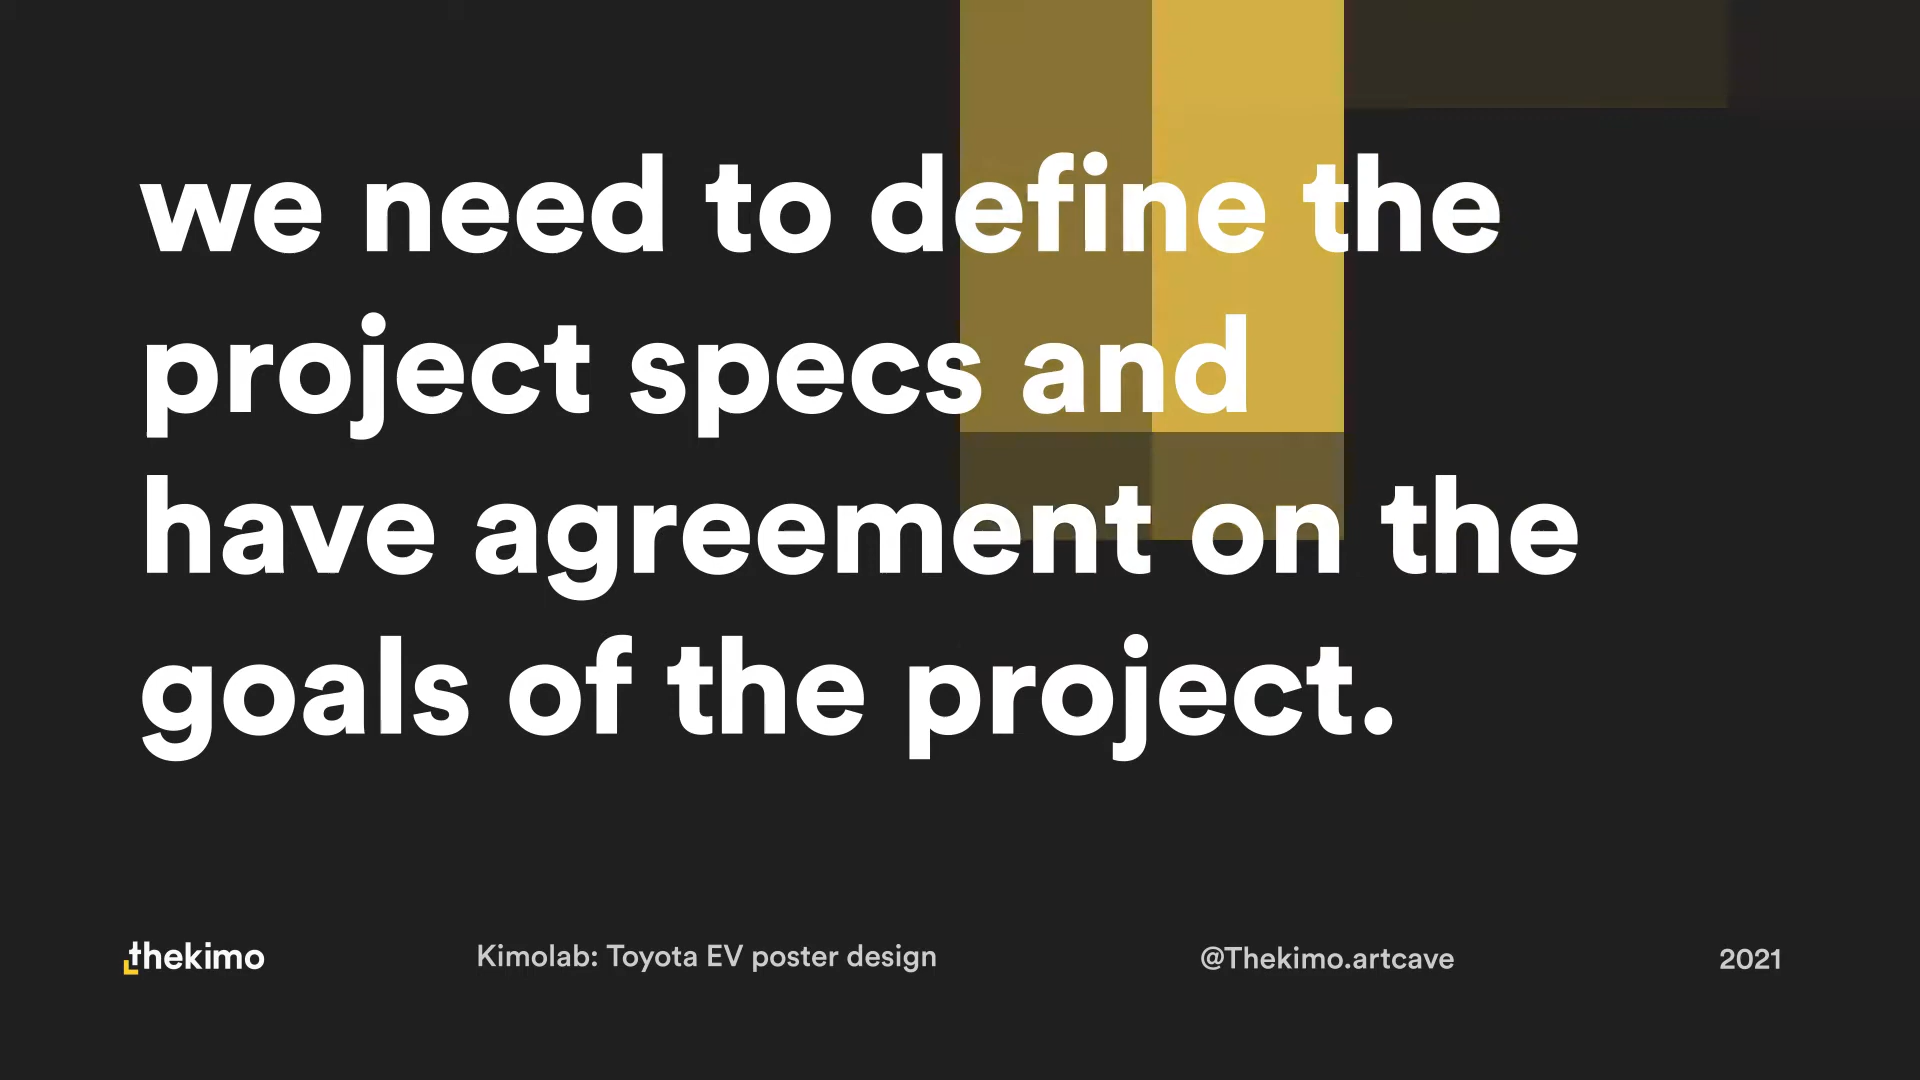 we need to define the
project specs and
have agreement on the
goals of the project.
thekimo
Kimolab: Toyota EV poster design
@Thekimo.artcave
2021